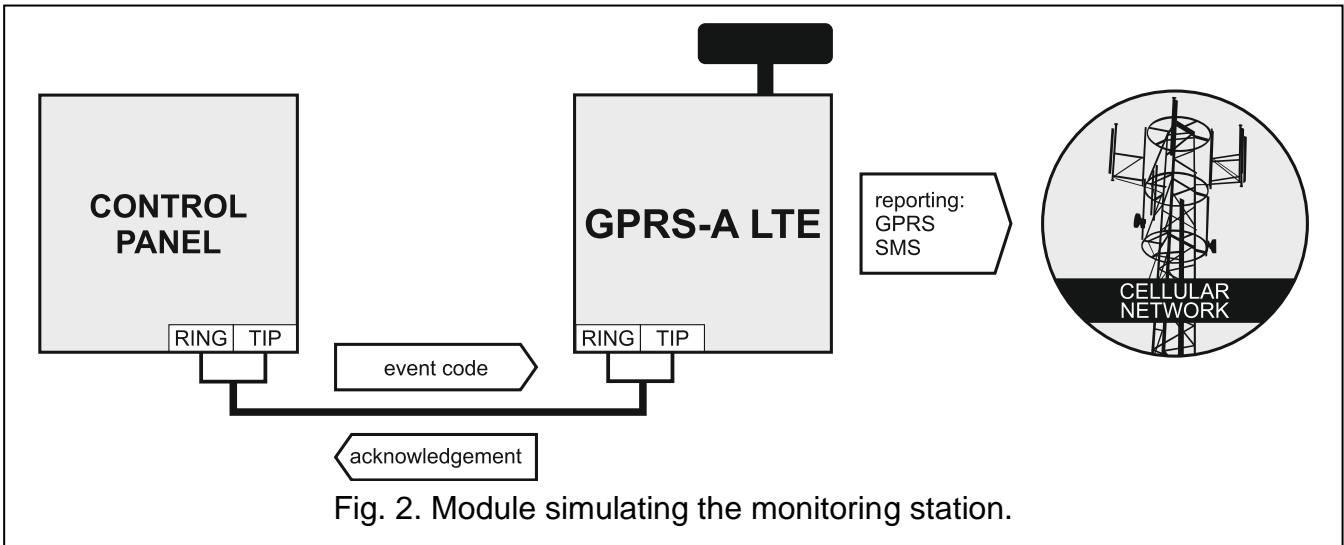 CONTROL
PANEL
RING TIP
event code
acknowledgement
GPRS-A LTE
RING TIP
reporting:
GPRS
SMS
CELLULAR
NETWORK
Fig. 2. Module simulating the monitoring station.